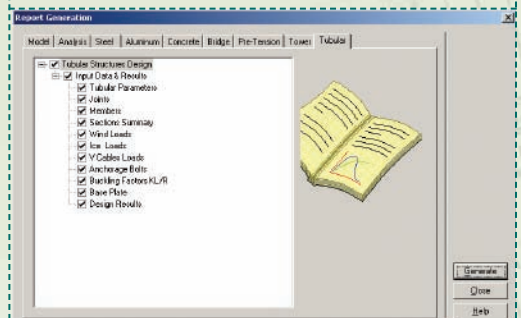 Report Generation
Model Analysis Steel Aluminum Concrete Bridge Pre-Tension Tower Tubular
Tubular Structures Design
Input Data & Results
Tubular Parameters
Joints
Members
Sections Summary
Wind Loads
Ice Loads
V.Cables Loads
Anchorage Bolts
Buckling Factors KL/R
Base Plate
Design Results
Generate
Close
Help